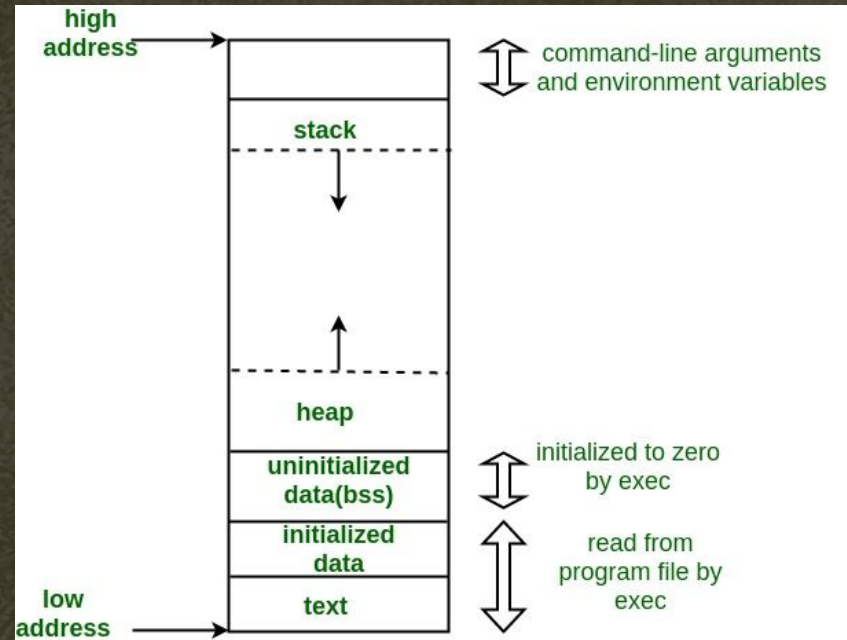 high
address
command-line arguments
and environment variables
stack
heap
uninitialized
data(bss)
initialized to zero
by exec
initialized
data
read from
program file by
exec
text
low
address